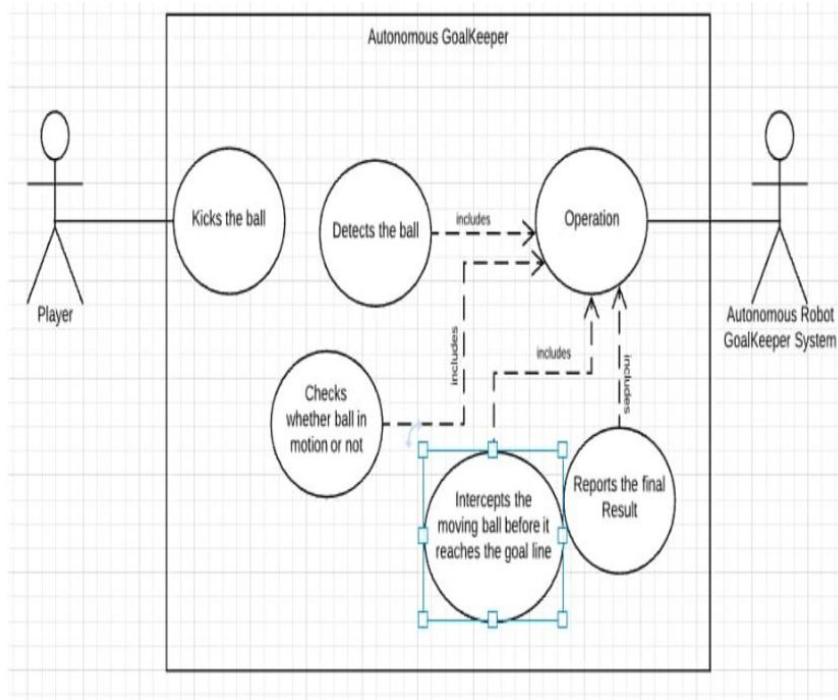 Autonomous GoalKeeper
Kicks the ball
Detects the ball
includes
Operation
Player
Autonomous Robot
GoalKeeper System
includes
includes
includes
Checks
whether ball in
motion or not
Intercepts the
moving ball before it
reaches the goal line
Reports the final
Result